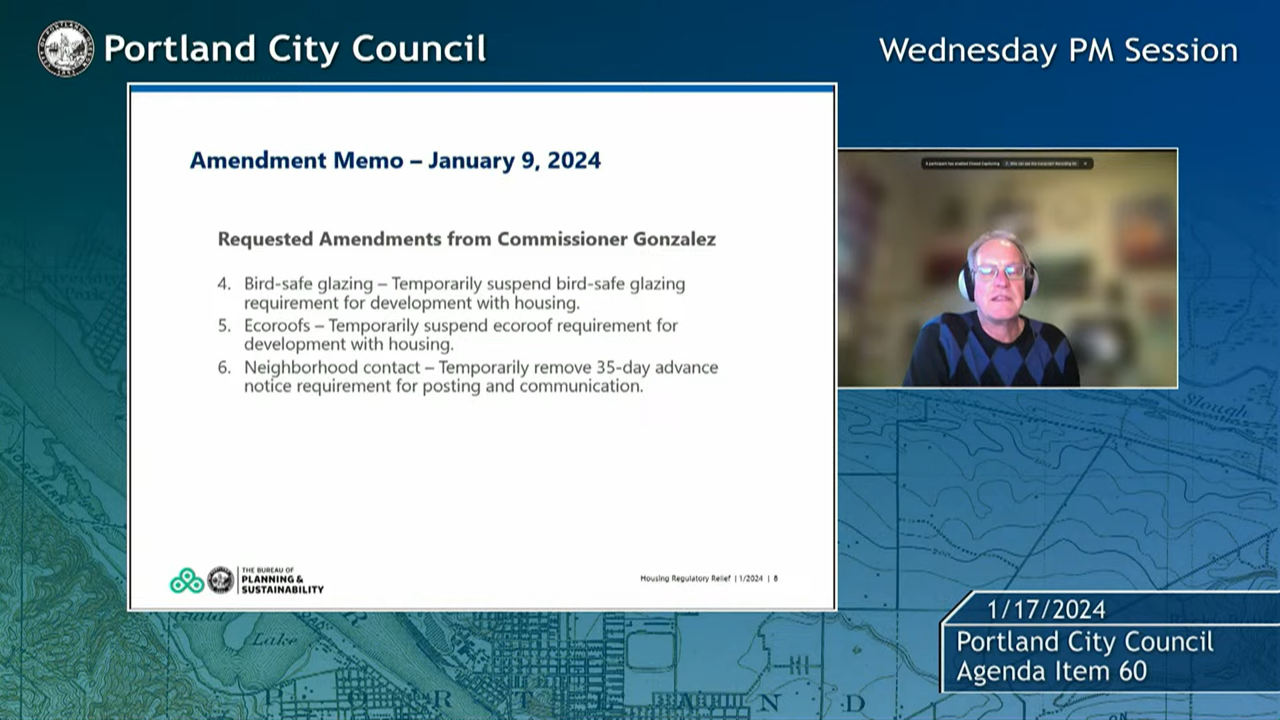 Portland City Council
Wednesday PM Session
Amendment Memo – January 9, 2024
Requested Amendments from Commissioner Gonzalez
4. Bird-safe glazing – Temporarily suspend bird-safe glazing
requirement for development with housing.
5. Ecoroofs – Temporarily suspend ecoroof requirement for
development with housing.
6. Neighborhood contact – Temporarily remove 35-day advance
notice requirement for posting and communication.
THE BUREAU OF
PLANNING &
SUSTAINABILITY
Housing Regulatory Relief | 1/2024 | 8
Slough
Guild
Lake
1/17/2024
Portland City Council
Agenda Item 60